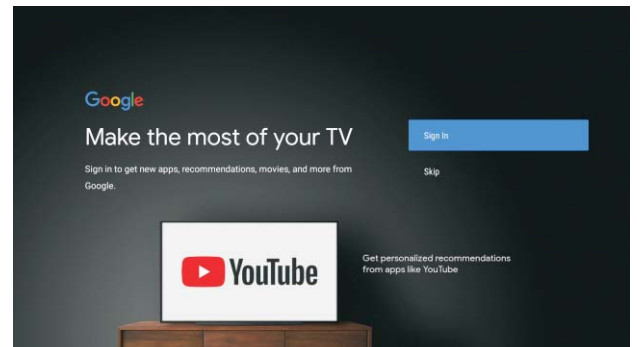 Google
Make the most of your TV
Sign in to get new apps, recommendations, movies, and more from
Google.
Sign In
Skip
YouTube
Get personalized recommendations
from apps like YouTube